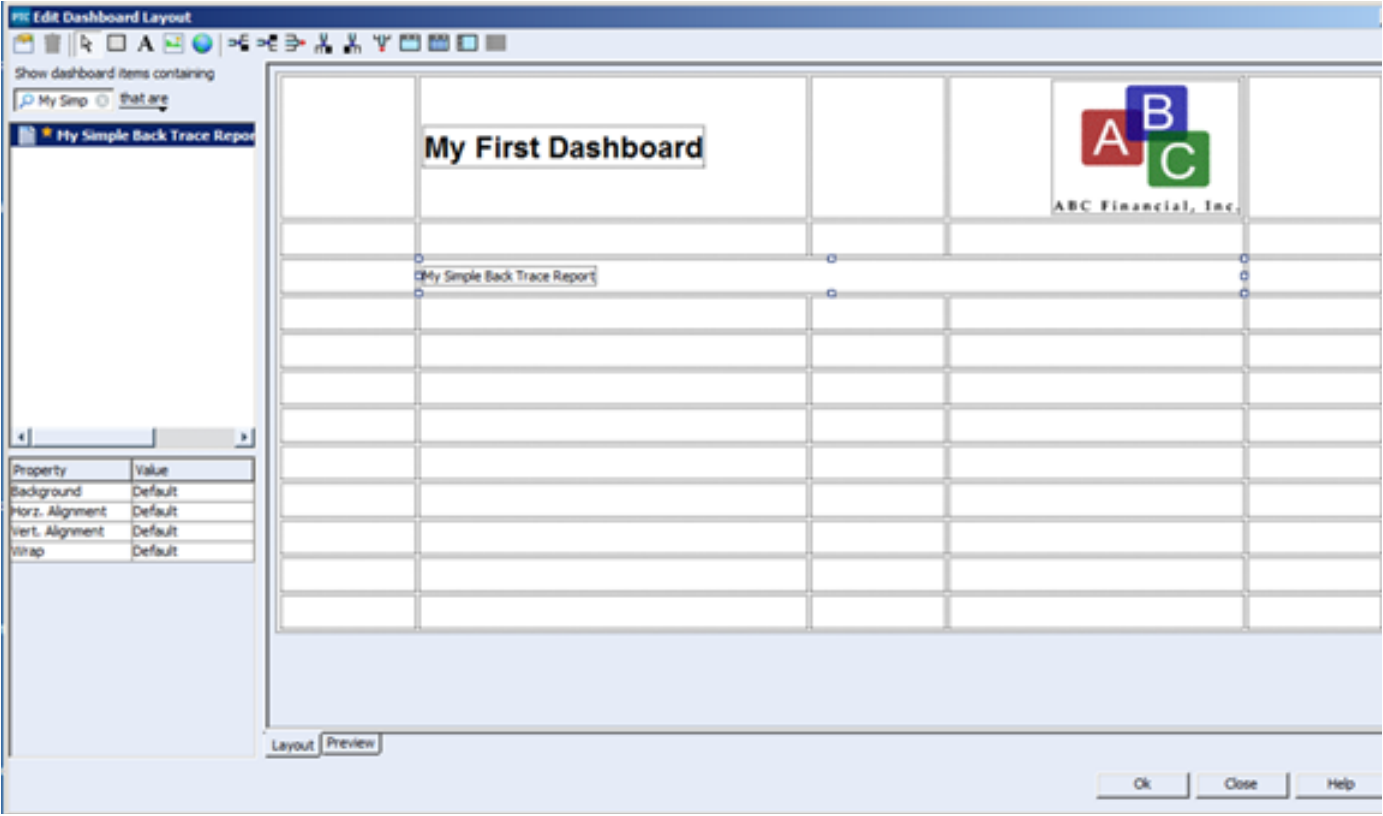 PTC Edit Dashboard Layout
A
Show dashboard items containing
My Simp that are
My Simple Back Trace Repor
My First Dashboard
A B C
ABC Financial, Inc.
My Simple Back Trace Report
Property Value
Background Default
Horz. Alignment Default
Vert. Alignment Default
Wrap Default
Layout Preview
Ok Close Help